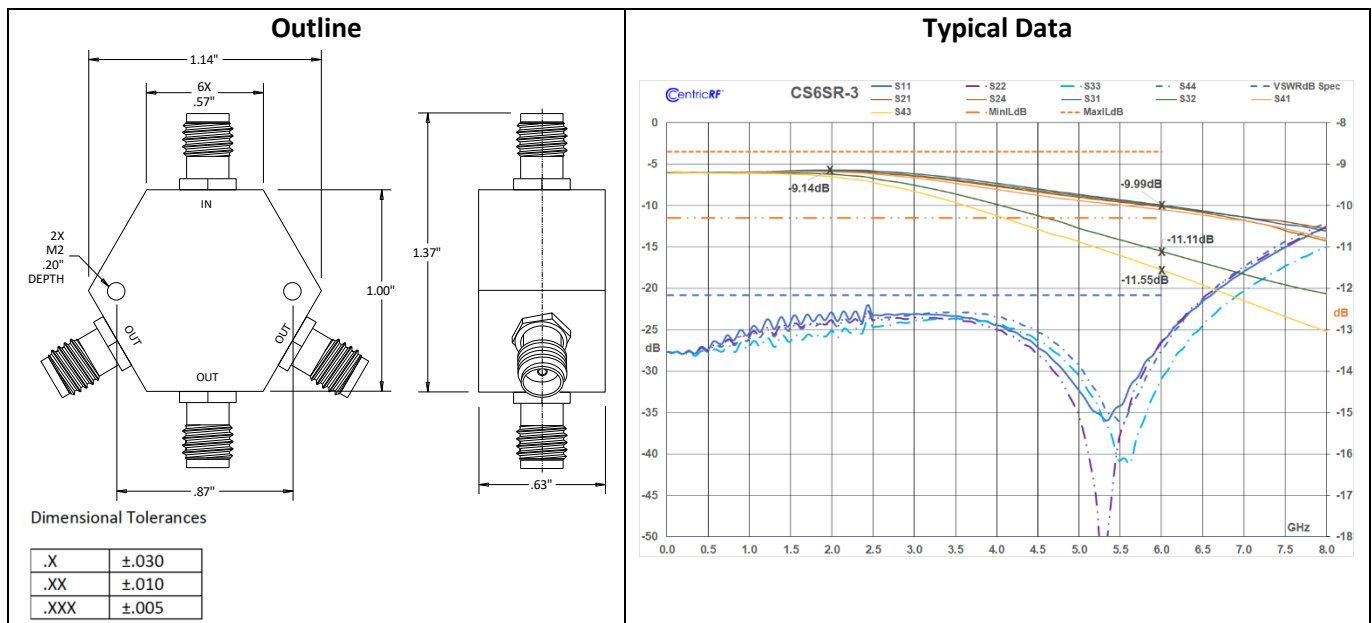 Outline
1.14"
6X
.57"
IN
2X
M2
.20"
DEPTH
OUT
OUT
OUT
.87"
1.37"
1.00"
.63"
Dimensional Tolerances
.X ±.030
.XX ±.010
.XXX ±.005
Typical Data
CentricRF™
CS6SR-3
S11 S22 S33 S44 VSWRdB Spec
S21 S24 S31 S32 S41
S43 MinILdB MaxILdB
0 -5 -10 -15 -20 -25 -30 -35 -40 -45 -50
dB
-9.14dB
-9.99dB
-11.11dB
-11.55dB
-8 -9 -10 -11 -12 -13 -14 -15 -16 -17 -18
dB
GHz
0.0 0.5 1.0 1.5 2.0 2.5 3.0 3.5 4.0 4.5 5.0 5.5 6.0 6.5 7.0 7.5 8.0